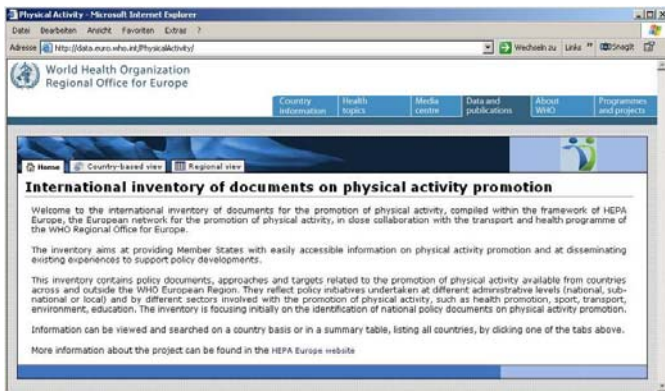 Physical Activity - Microsoft Internet Explorer
Datei Bearbeiten Ansicht Favoriten Extras ?
Adresse http://data.euro.who.int/PhysicalActivity/ Wechseln zu Links » SnagIt
World Health Organization
Regional Office for Europe
Country information Health topics Media centre Data and publications About WHO Programmes and projects
Home Country-based view Regional view
International inventory of documents on physical activity promotion
Welcome to the international inventory of documents for the promotion of physical activity, compiled within the framework of HEPA
Europe, the European network for the promotion of physical activity, in close collaboration with the transport and health programme of
the WHO Regional Office for Europe.
The inventory aims at providing Member States with easily accessible information on physical activity promotion and at disseminating
existing experiences to support policy developments.
This inventory contains policy documents, approaches and targets related to the promotion of physical activity available from countries
across and outside the WHO European Region. They reflect policy initiatives undertaken at different administrative levels (national, sub-
national or local) and by different sectors involved with the promotion of physical activity, such as health promotion, sport, transport,
environment, education. The inventory is focusing initially on the identification of national policy documents on physical activity promotion.
Information can be viewed and searched on a country basis or in a summary table, listing all countries, by clicking one of the tabs above.
More information about the project can be found in the HEPA Europe website